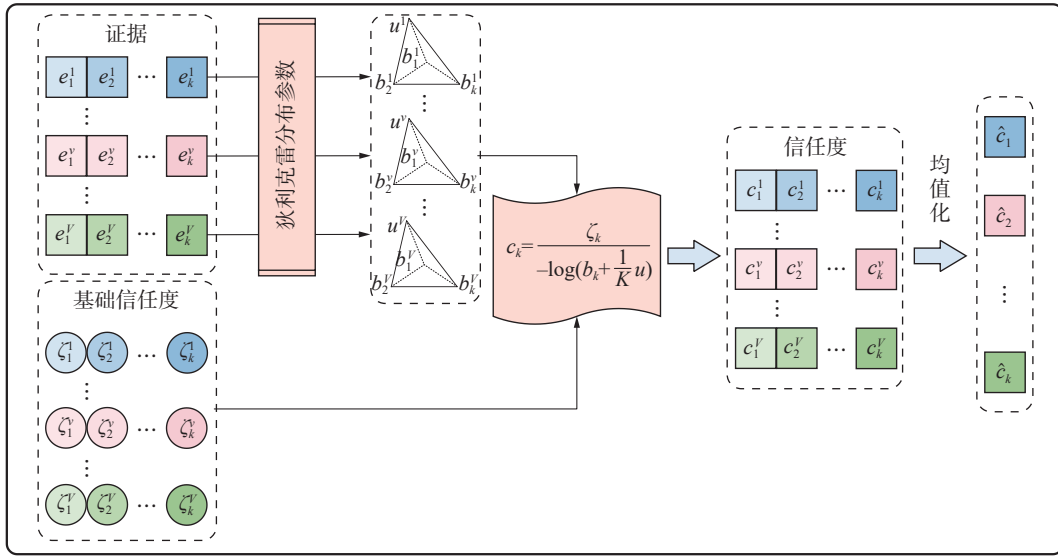 证据
e_1^1 e_2^1 … e_k^1
⋮
e_1^v e_2^v … e_k^v
⋮
e_1^V e_2^V … e_k^V
狄利克雷分布参数
u^1
b_1^1
b_2^1 b_k^1
⋮
u^v
b_1^v
b_2^v b_k^v
⋮
u^V
b_1^V
b_2^V b_k^V
基础信任度
ζ_1^1 ζ_2^1 … ζ_k^1
⋮
ζ_1^v ζ_2^v … ζ_k^v
⋮
ζ_1^V ζ_2^V … ζ_k^V
c_k=ζ_k/(-log(b_k+(1/K)u))
信任度
c_1^1 c_2^1 … c_k^1
⋮
c_1^v c_2^v … c_k^v
⋮
c_1^V c_2^V … c_k^V
均值化
ĉ_1
ĉ_2
⋮
ĉ_k